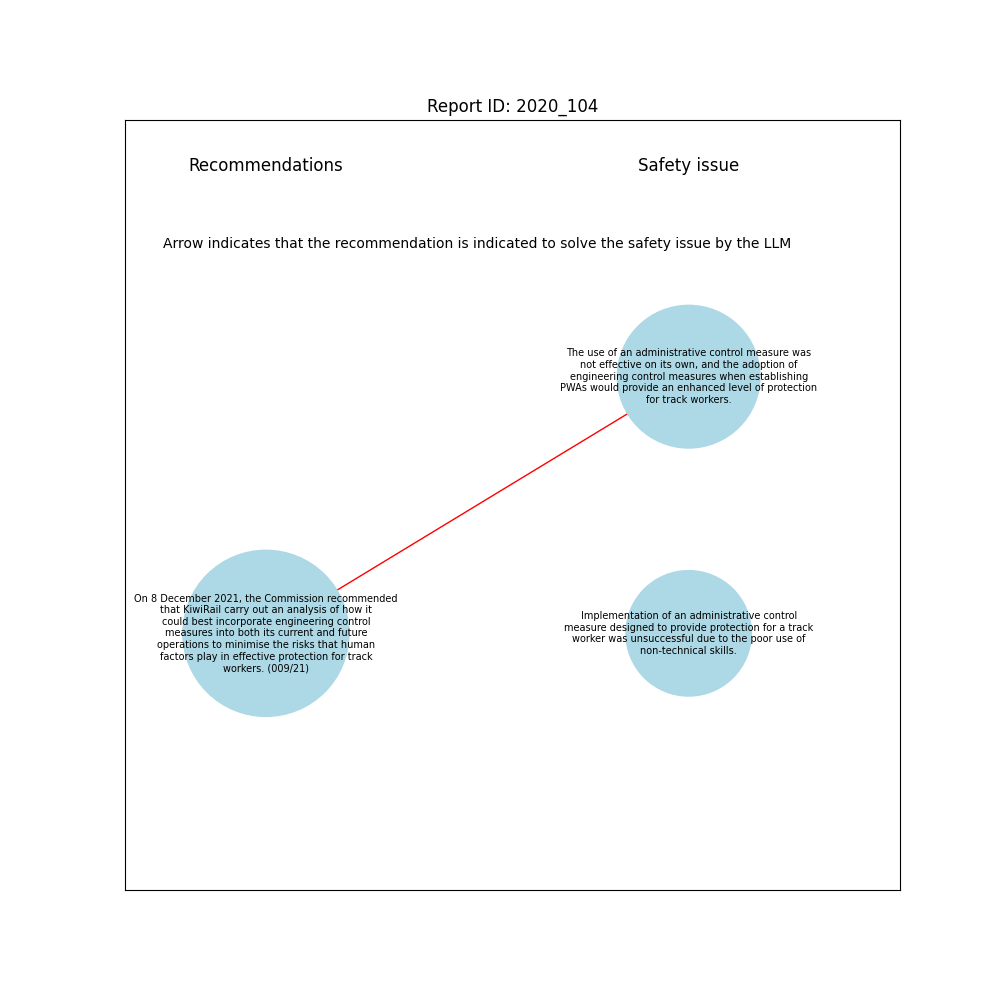 Report ID: 2020_104
Recommendations
Safety issue
Arrow indicates that the recommendation is indicated to solve the safety issue by the LLM
The use of an administrative control measure was
not effective on its own, and the adoption of
engineering control measures when establishing
PWAs would provide an enhanced level of protection
for track workers.
On 8 December 2021, the Commission recommended
that KiwiRail carry out an analysis of how it
could best incorporate engineering control
measures into both its current and future
operations to minimise the risks that human
factors play in effective protection for track
workers. (009/21)
Implementation of an administrative control
measure designed to provide protection for a track
worker was unsuccessful due to the poor use of
non-technical skills.